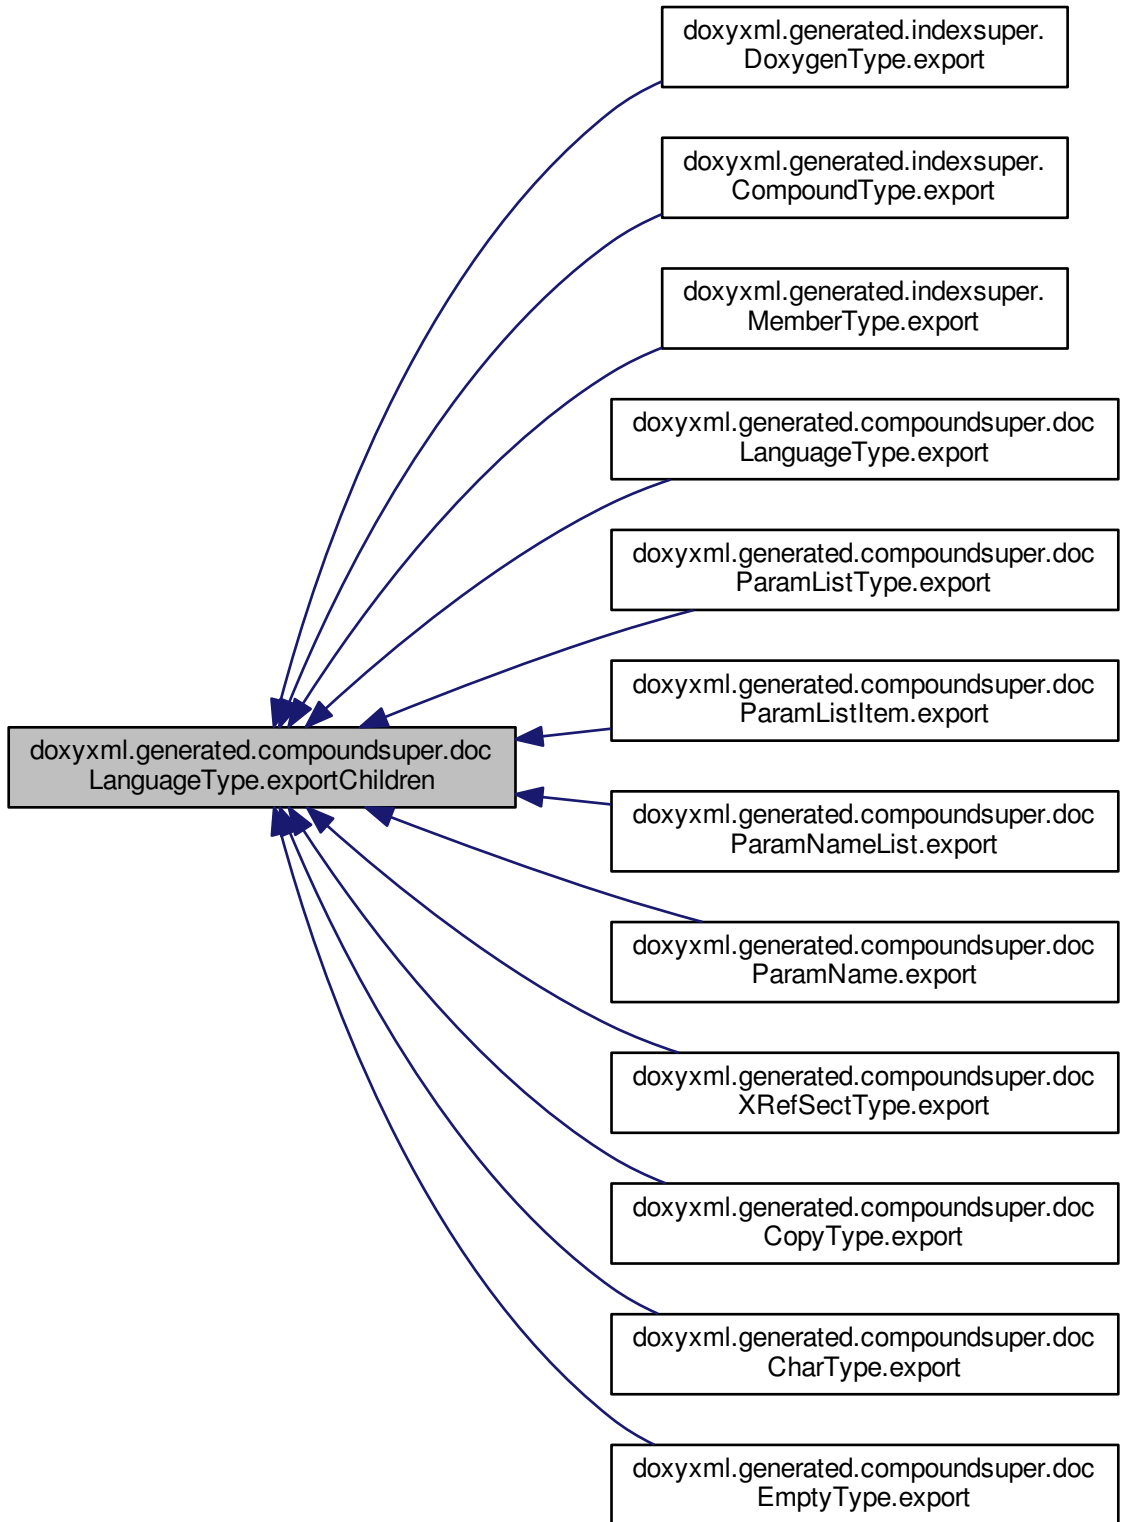 doxyxml.generated.indexsuper.
DoxygenType.export
doxyxml.generated.indexsuper.
CompoundType.export
doxyxml.generated.indexsuper.
MemberType.export
doxyxml.generated.compoundsuper.doc
LanguageType.export
doxyxml.generated.compoundsuper.doc
ParamListType.export
doxyxml.generated.compoundsuper.doc
ParamListItem.export
doxyxml.generated.compoundsuper.doc
LanguageType.exportChildren
doxyxml.generated.compoundsuper.doc
ParamNameList.export
doxyxml.generated.compoundsuper.doc
ParamName.export
doxyxml.generated.compoundsuper.doc
XRefSectType.export
doxyxml.generated.compoundsuper.doc
CopyType.export
doxyxml.generated.compoundsuper.doc
CharType.export
doxyxml.generated.compoundsuper.doc
EmptyType.export